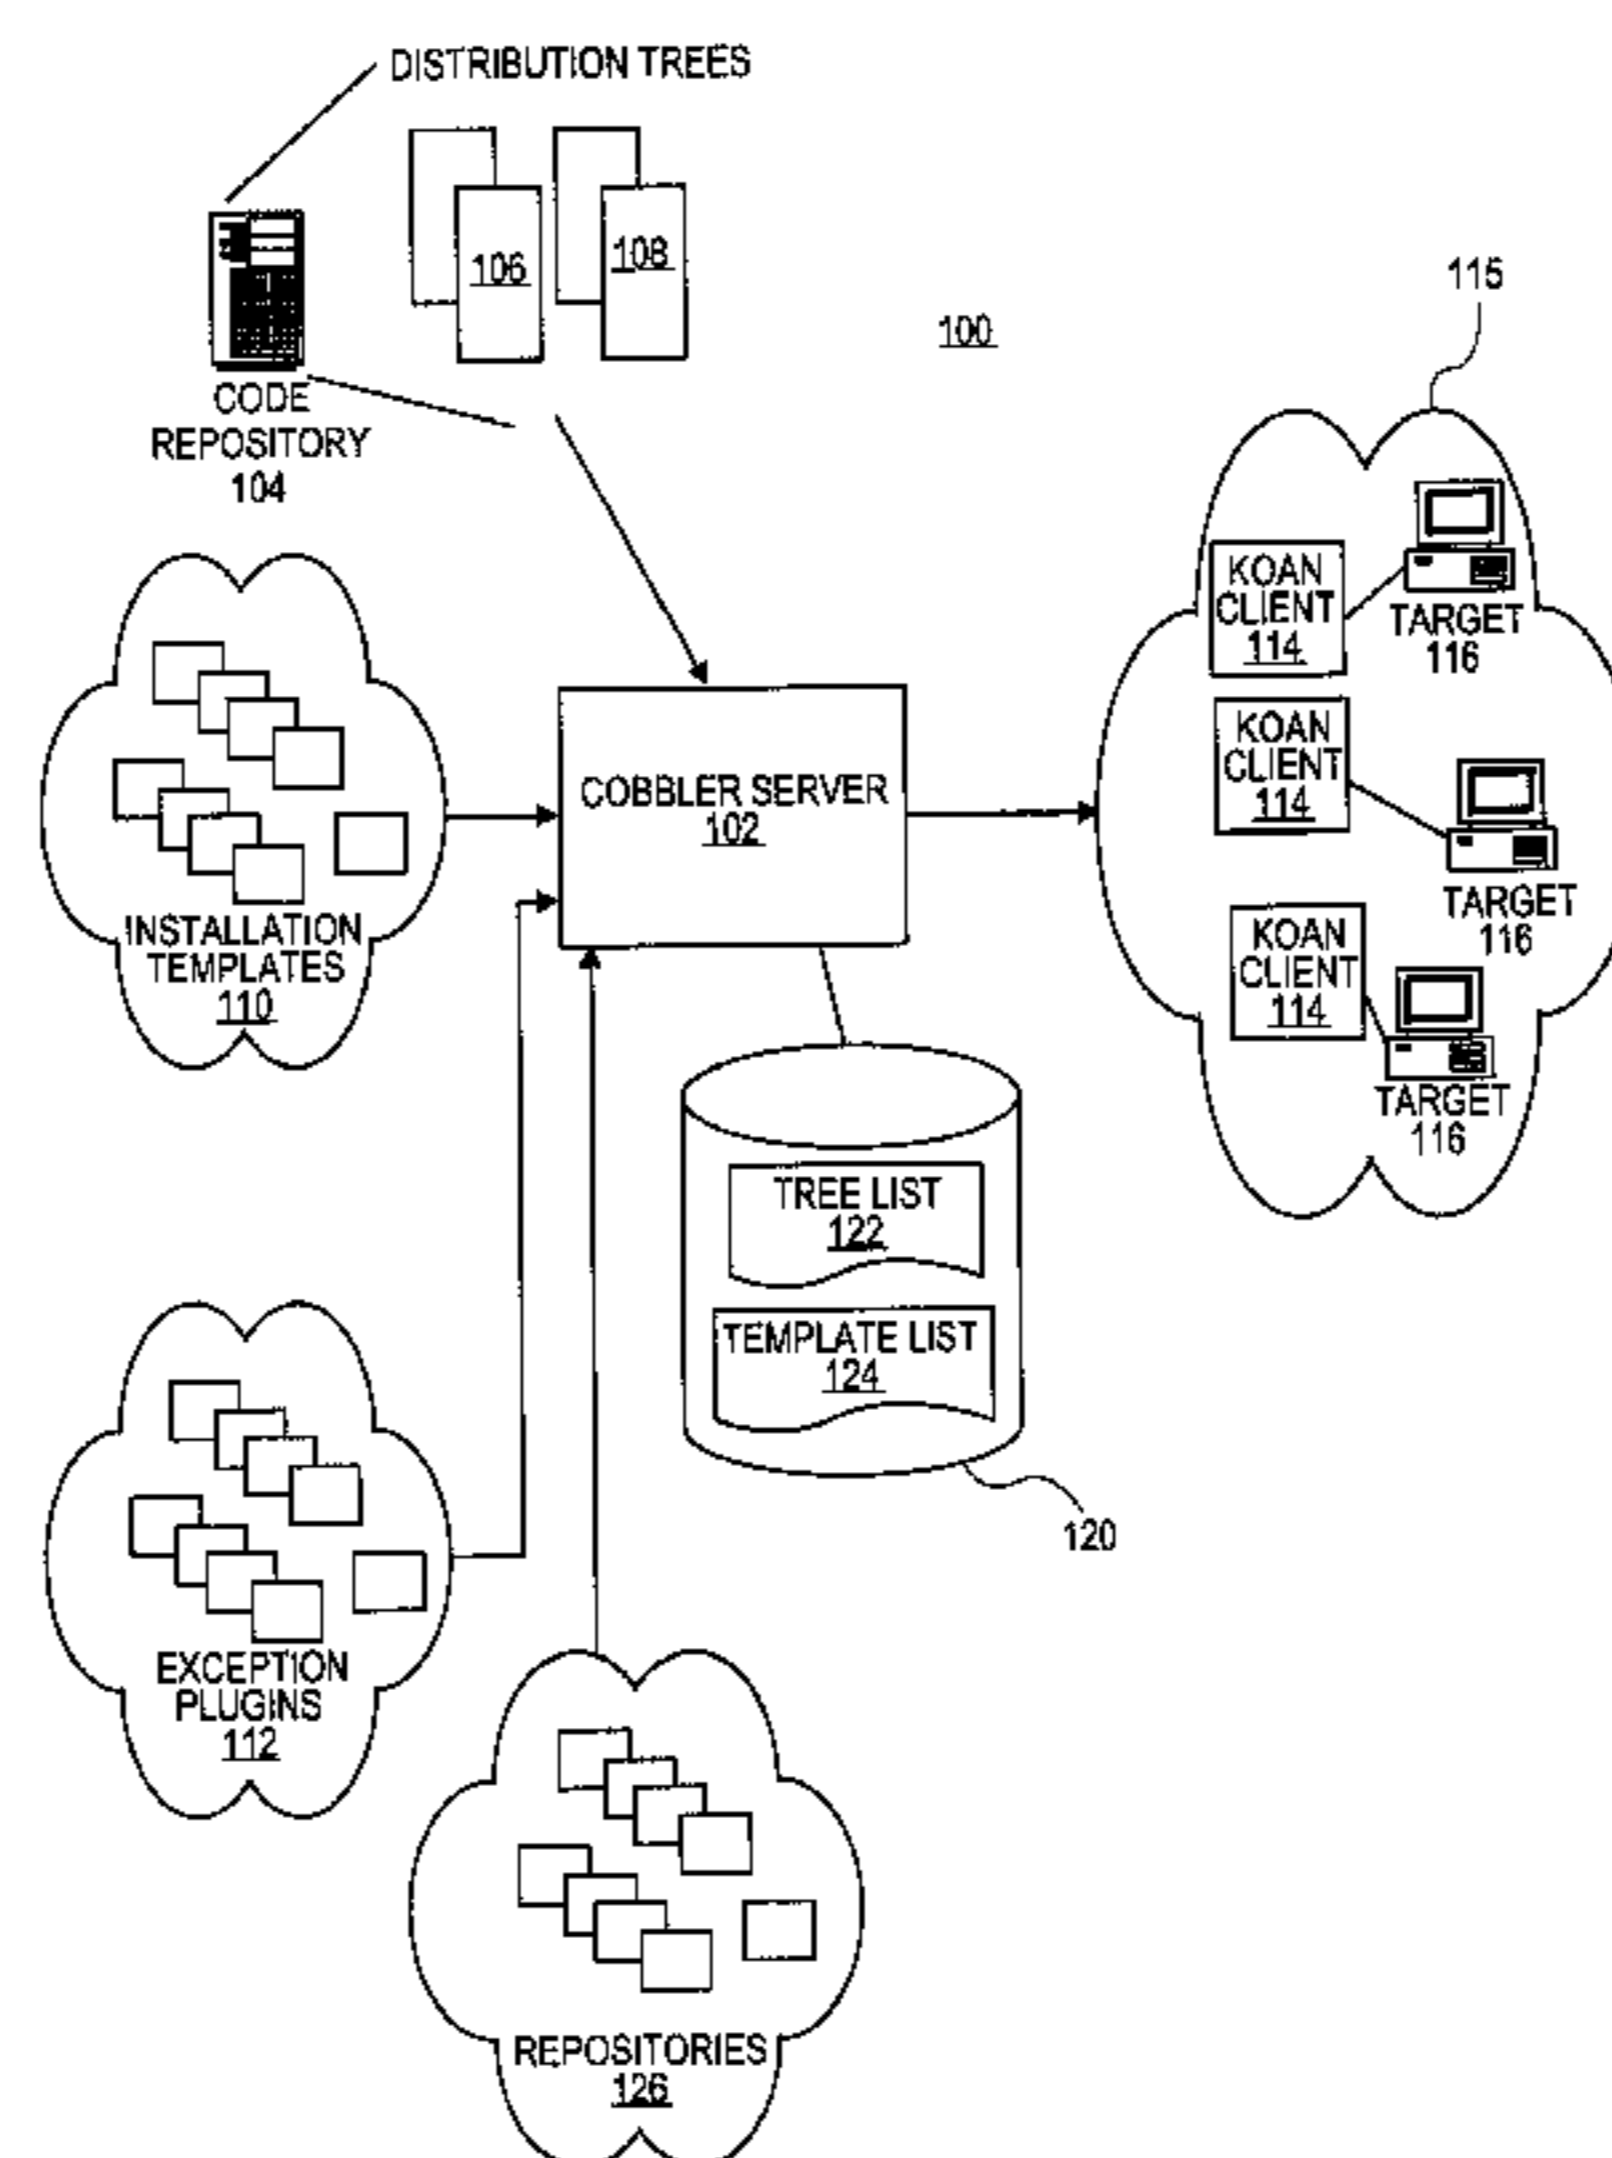 DISTRIBUTION TREES
106
108
100
115
CODE
REPOSITORY
104
KOAN
CLIENT
114
TARGET
116
KOAN
CLIENT
114
TARGET
116
KOAN
CLIENT
114
TARGET
116
COBBLER SERVER
102
INSTALLATION
TEMPLATES
110
TREE LIST
122
TEMPLATE LIST
124
120
EXCEPTION
PLUGINS
112
REPOSITORIES
126